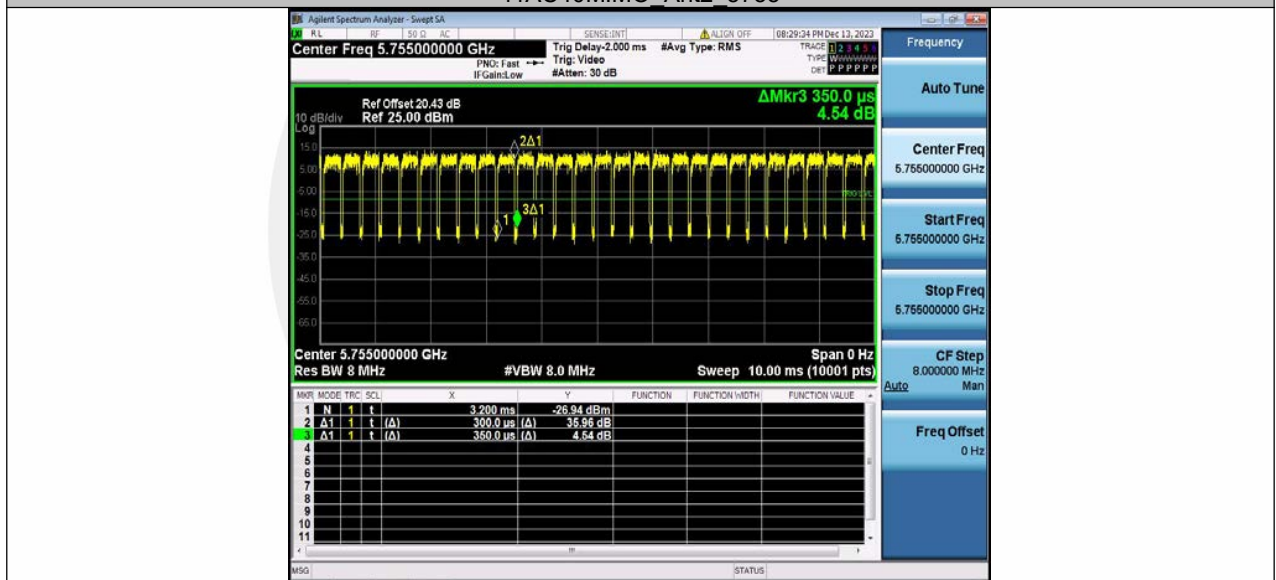 Agilent Spectrum Analyzer - Swept SA
RL RF 50 Ω AC SENSE:INT ALIGN OFF 08:29:34 PM Dec 13, 2023
Center Freq 5.755000000 GHz
PNO: Fast
IFGain:Low
Trig Delay-2.000 ms
Trig: Video
#Atten: 30 dB
#Avg Type: RMS
TRACE 1 2 3 4 5 6
TYPE
DET P P P P P P
Frequency
ΔMkr3 350.0 µs
4.54 dB
Ref Offset 20.43 dB
10 dB/div Ref 25.00 dBm
Log
15.0
5.00
-5.00
-15.0
-25.0
-35.0
-45.0
-55.0
-65.0
2Δ1
3Δ1
1
Center 5.755000000 GHz Span 0 Hz
Res BW 8 MHz #VBW 8.0 MHz Sweep 10.00 ms (10001 pts)
MKR MODE TRC SCL X Y FUNCTION FUNCTION WIDTH FUNCTION VALUE
1 N 1 t 3.200 ms -26.94 dBm
2 Δ1 1 t (Δ) 300.0 µs (Δ) 35.96 dB
3 Δ1 1 t (Δ) 350.0 µs (Δ) 4.54 dB
4
5
6
7
8
9
10
11
MSG STATUS
Auto Tune
Center Freq
5.755000000 GHz
Start Freq
5.755000000 GHz
Stop Freq
5.755000000 GHz
CF Step
8.000000 MHz
Auto Man
Freq Offset
0 Hz